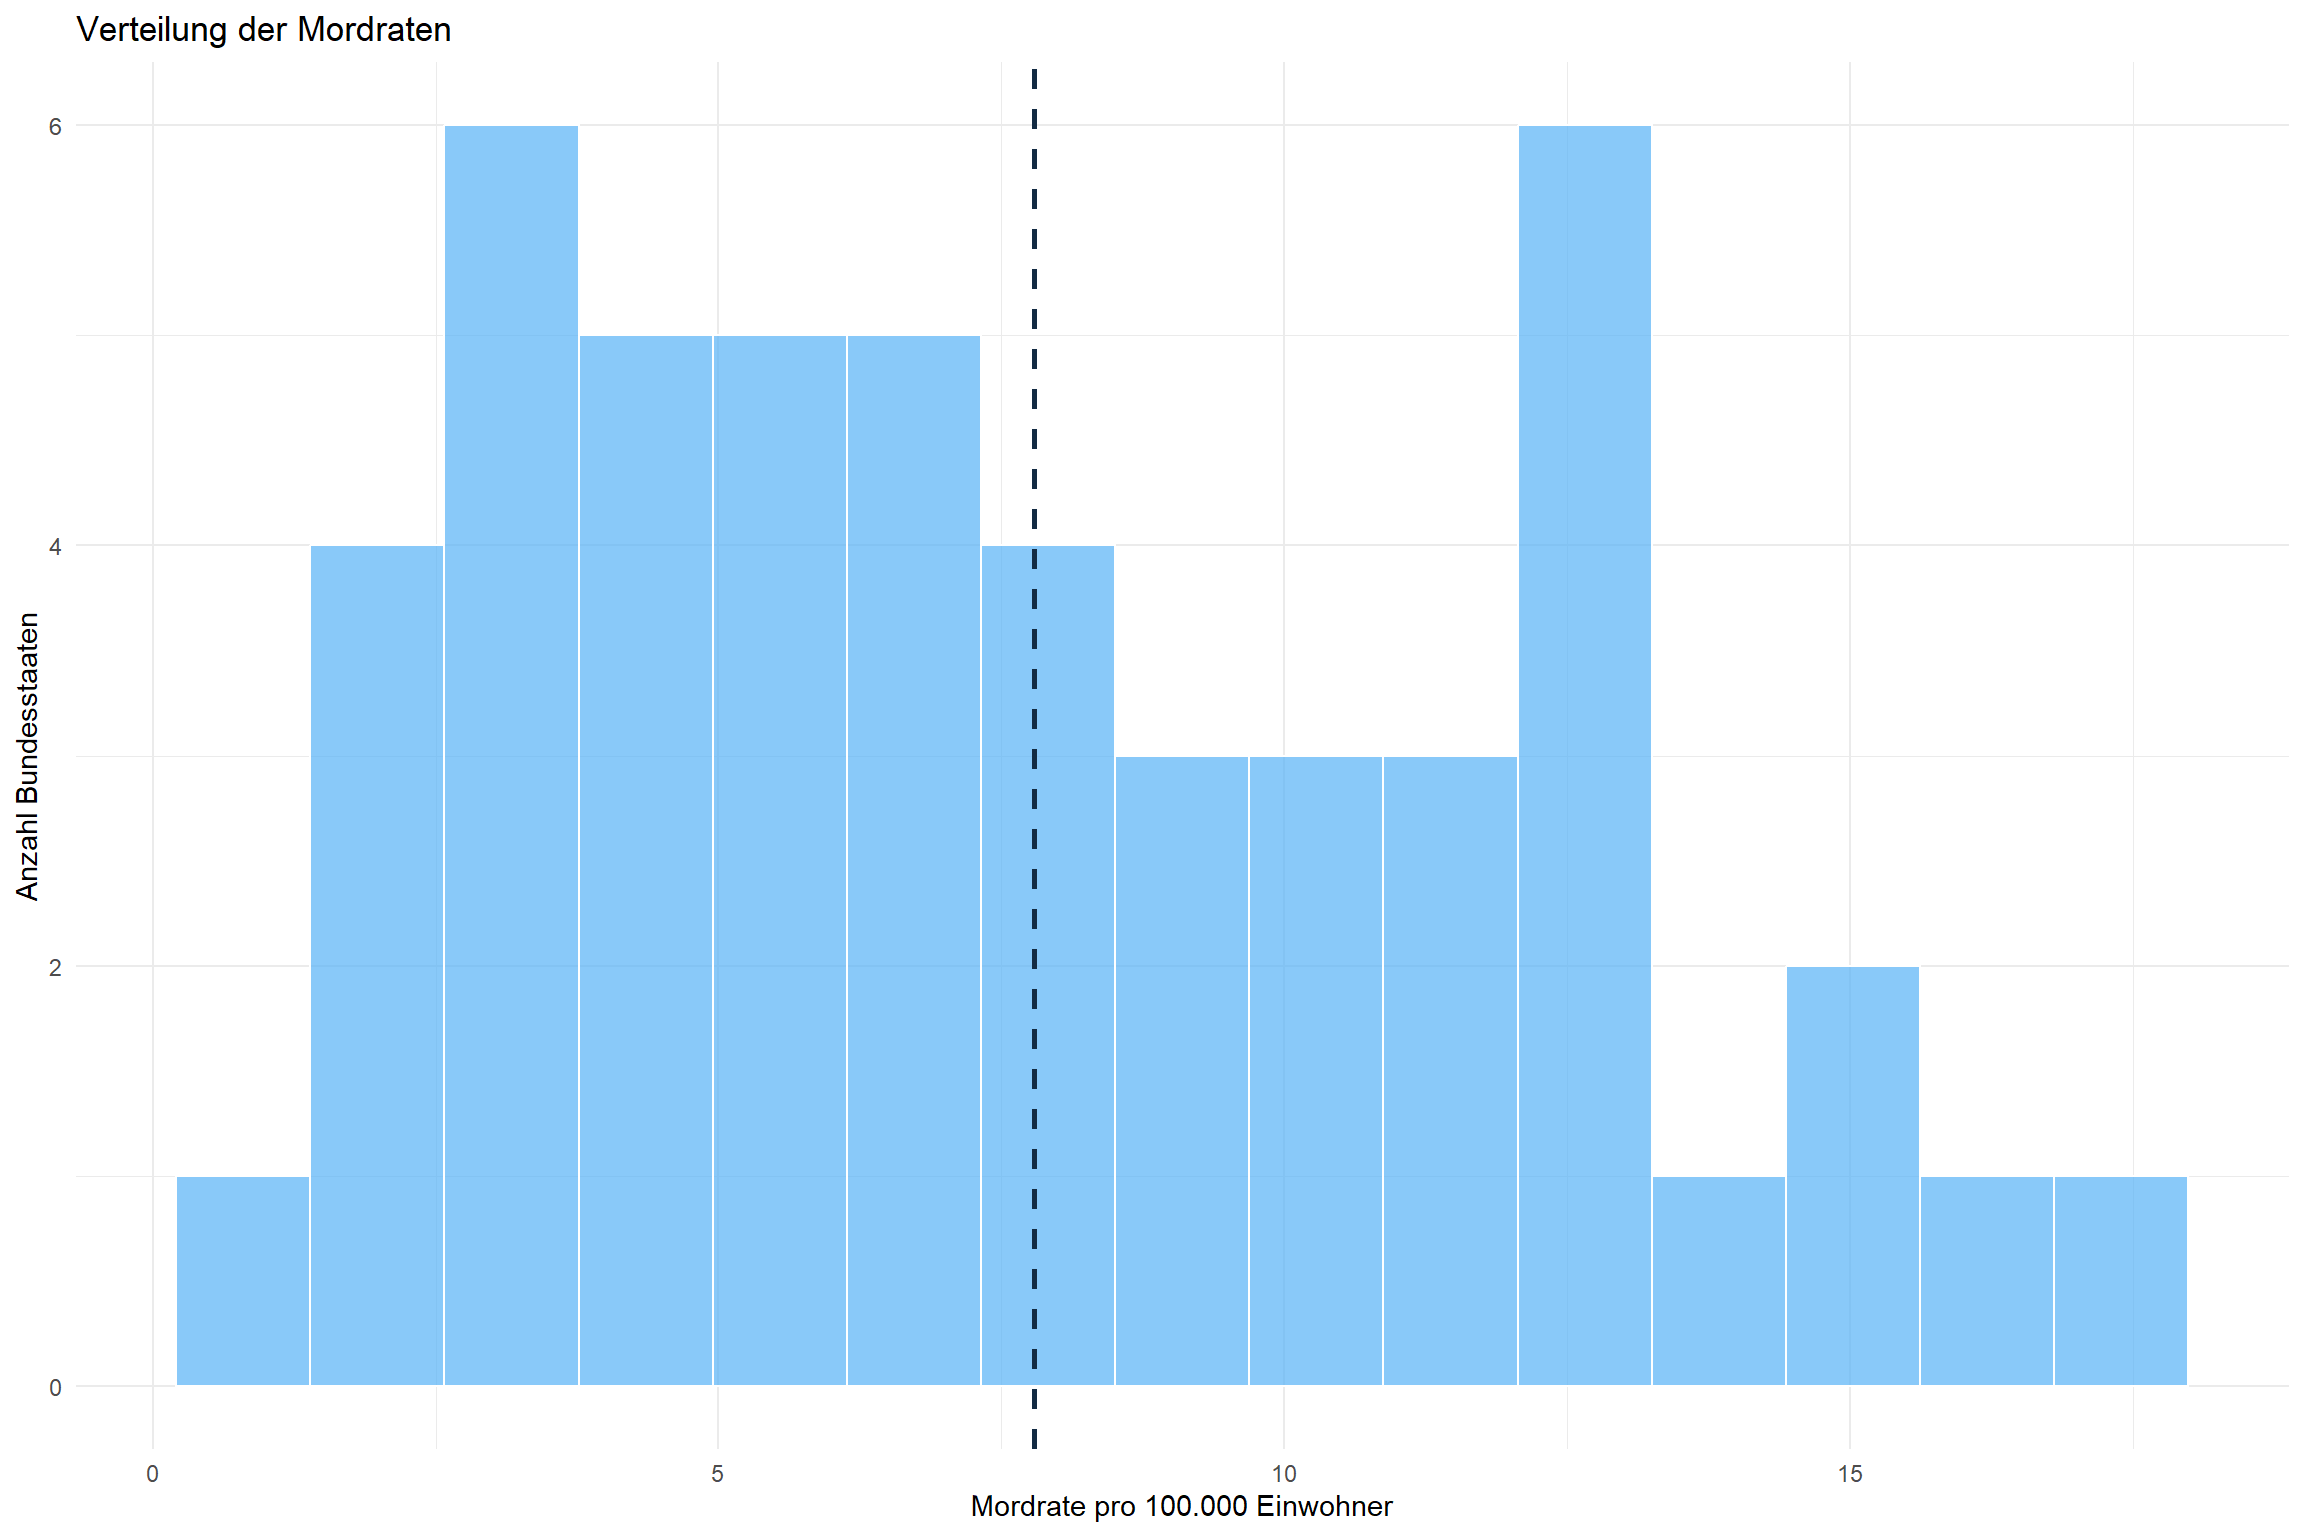 Verteilung der Mordraten
6
4
2
0
Anzahl Bundesstaaten
0 5 10 15
Mordrate pro 100.000 Einwohner